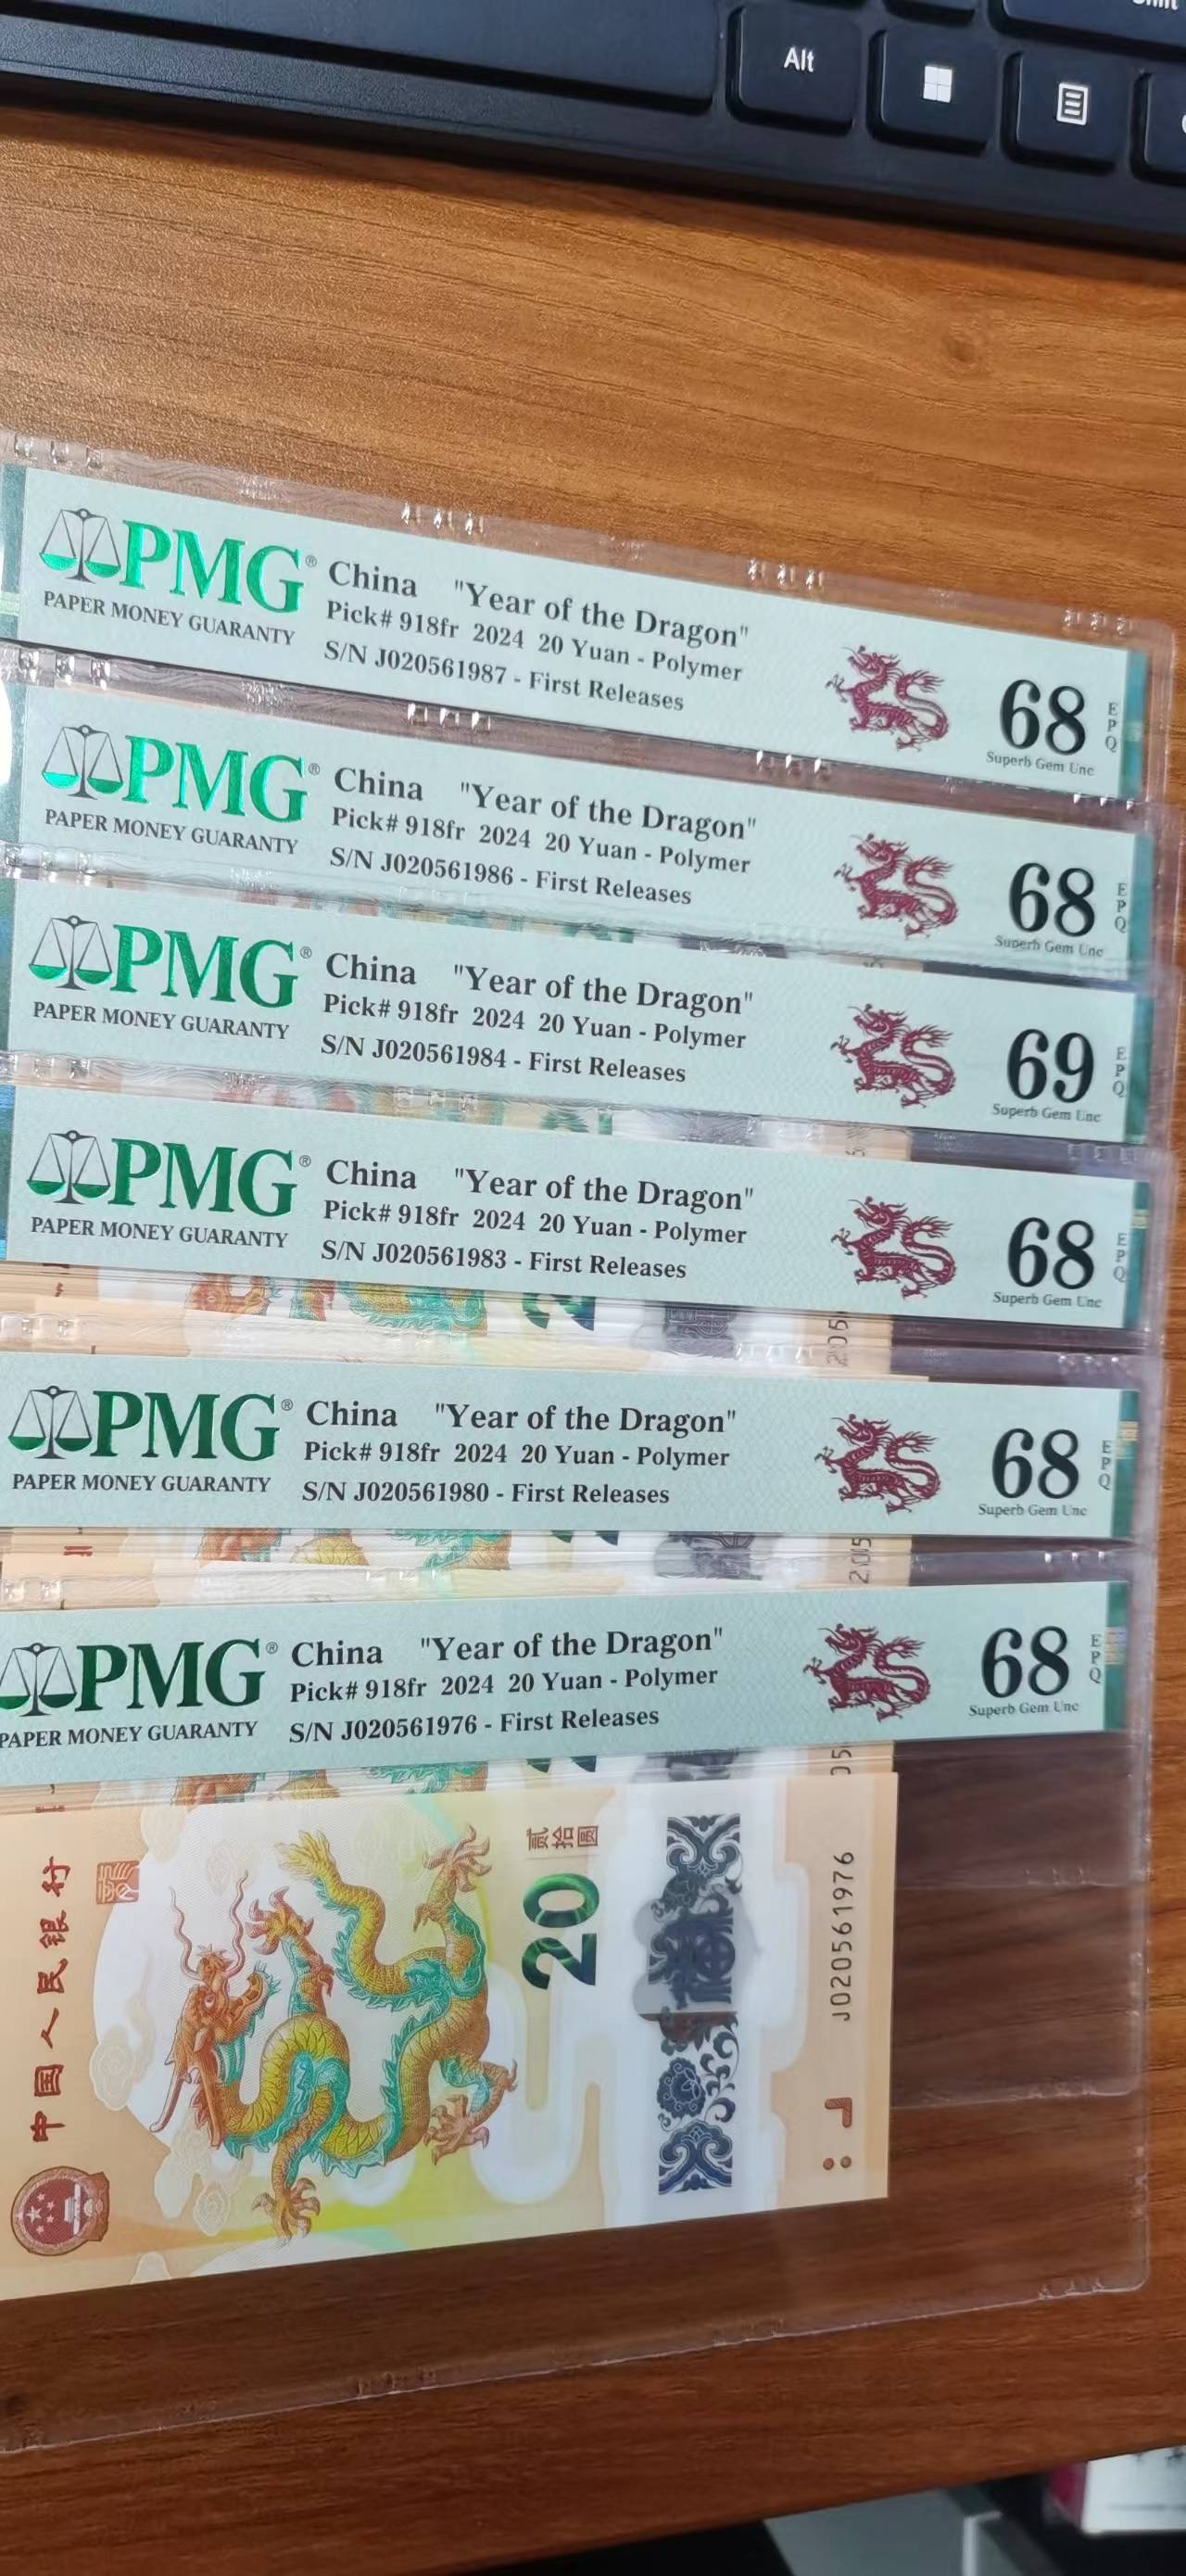 Shift
Alt
PMG®
PAPER MONEY GUARANTY
China "Year of the Dragon"
Pick# 918fr 2024 20 Yuan - Polymer
S/N J020561987 - First Releases
68
EPQ
Superb Gem Unc
PMG®
PAPER MONEY GUARANTY
China "Year of the Dragon"
Pick# 918fr 2024 20 Yuan - Polymer
S/N J020561986 - First Releases
68
EPQ
Superb Gem Unc
PMG®
PAPER MONEY GUARANTY
China "Year of the Dragon"
Pick# 918fr 2024 20 Yuan - Polymer
S/N J020561984 - First Releases
69
EPQ
Superb Gem Unc
PMG®
PAPER MONEY GUARANTY
China "Year of the Dragon"
Pick# 918fr 2024 20 Yuan - Polymer
S/N J020561983 - First Releases
68
EPQ
Superb Gem Unc
205
PMG®
PAPER MONEY GUARANTY
China "Year of the Dragon"
Pick# 918fr 2024 20 Yuan - Polymer
S/N J020561980 - First Releases
68
EPQ
Superb Gem Unc
205
PMG®
PAPER MONEY GUARANTY
China "Year of the Dragon"
Pick# 918fr 2024 20 Yuan - Polymer
S/N J020561976 - First Releases
68
EPQ
Superb Gem Unc
05
中国人民银行
20
贰拾圆
J020561976